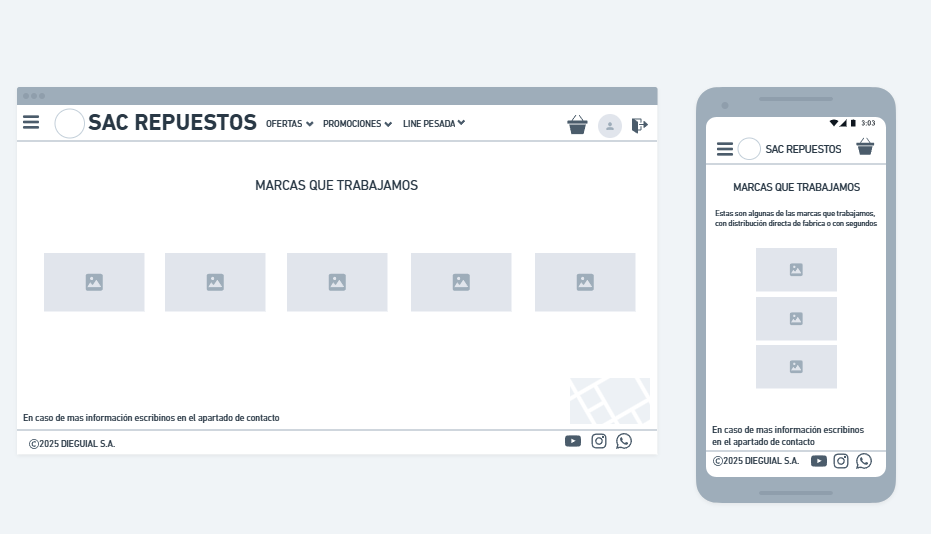 SAC REPUESTOS OFERTAS PROMOCIONES LINE PESADA
MARCAS QUE TRABAJAMOS
En caso de mas información escribinos en el apartado de contacto
©2025 DIEGUIAL S.A.
3:03
SAC REPUESTOS
MARCAS QUE TRABAJAMOS
Estas son algunas de las marcas que trabajamos,
con distribución directa de fabrica o con segundos
En caso de mas información escribinos
en el apartado de contacto
©2025 DIEGUIAL S.A.